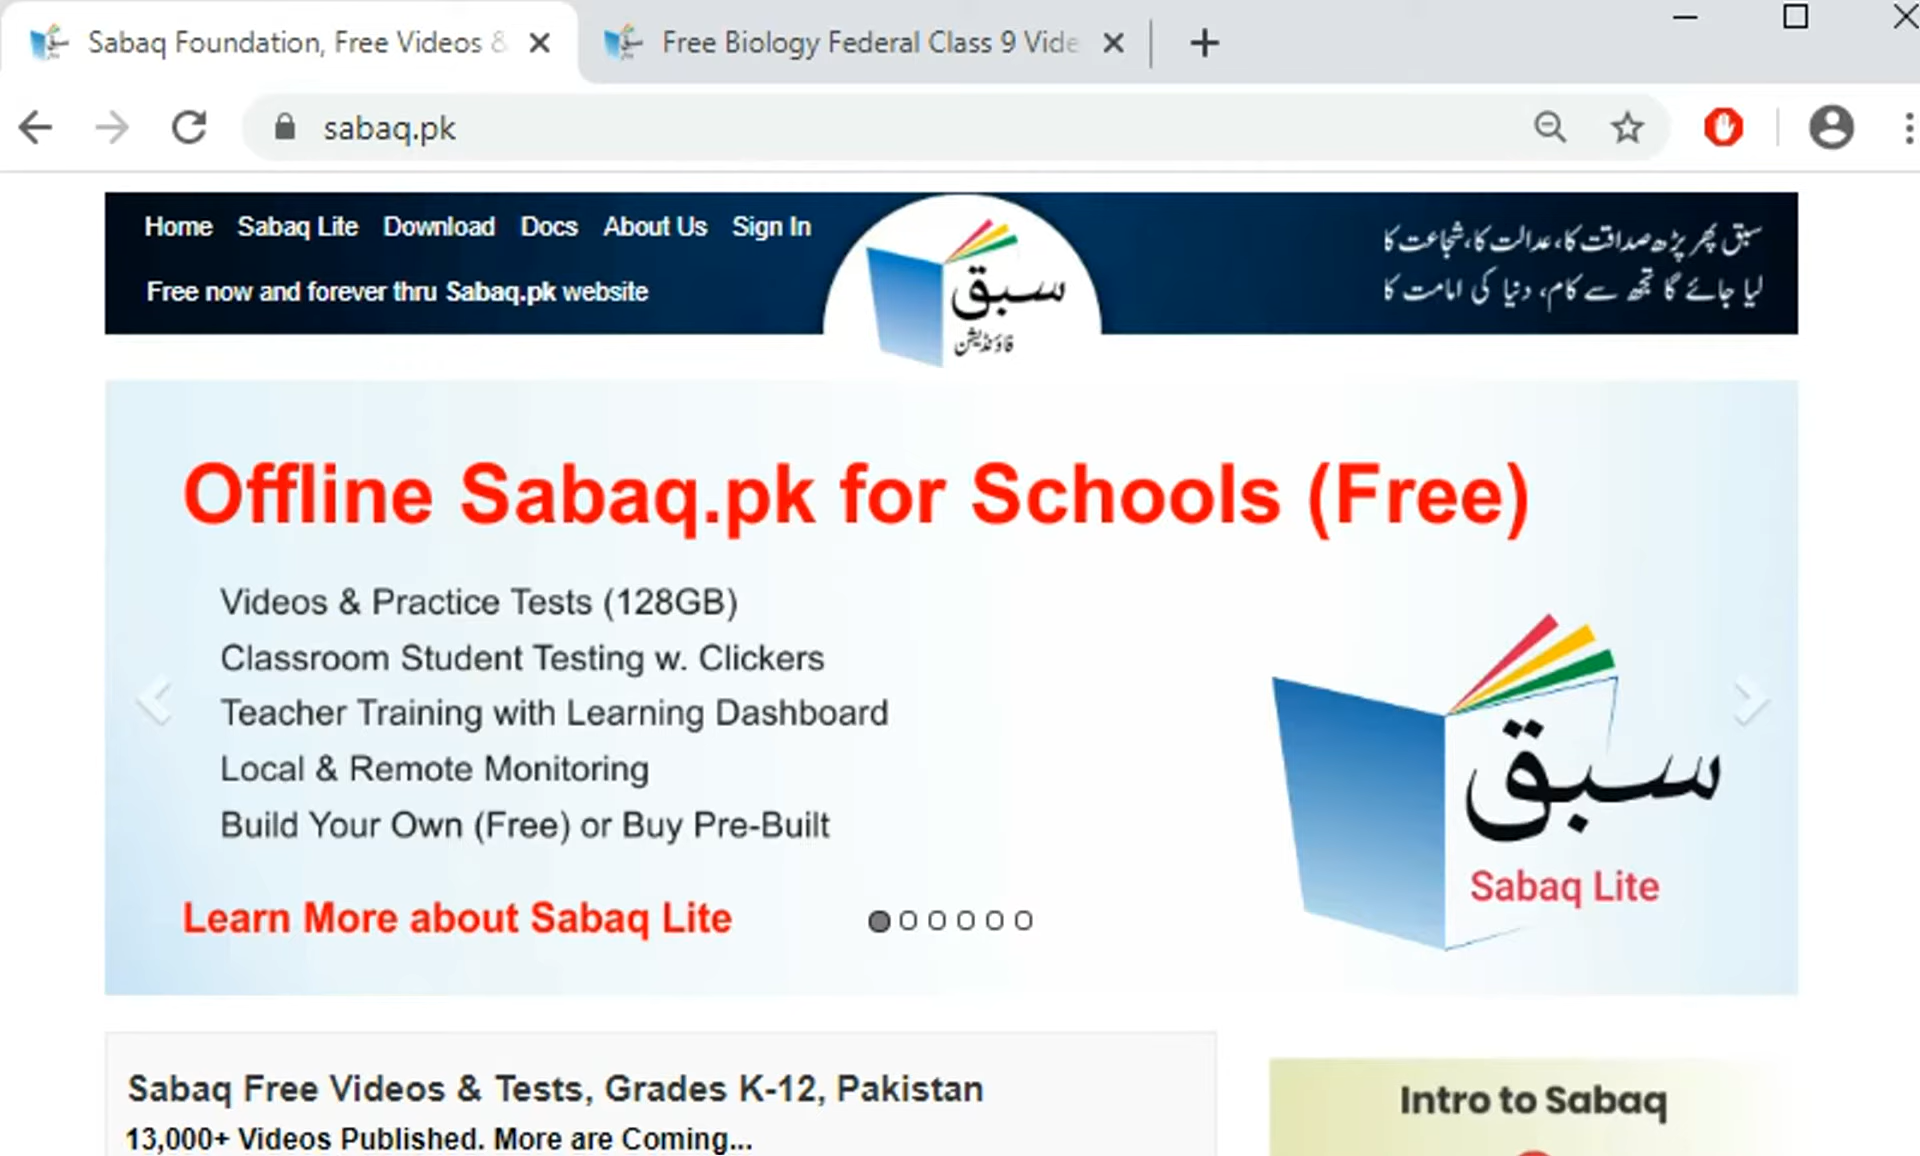 Sabaq Foundation, Free Videos &
Free Biology Federal Class 9 Vide
sabaq.pk
Home Sabaq Lite Download Docs About Us Sign In
Free now and forever thru Sabaq.pk website
سبق
فاؤنڈیشن
سبق پھر پڑھ صداقت کا، عدالت کا، شجاعت کا
لیا جائے گا تجھ سے کام، دنیا کی امامت کا
Offline Sabaq.pk for Schools (Free)
Videos & Practice Tests (128GB)
Classroom Student Testing w. Clickers
Teacher Training with Learning Dashboard
Local & Remote Monitoring
Build Your Own (Free) or Buy Pre-Built
Learn More about Sabaq Lite
سبق
Sabaq Lite
Sabaq Free Videos & Tests, Grades K-12, Pakistan
13,000+ Videos Published. More are Coming...
Intro to Sabaq